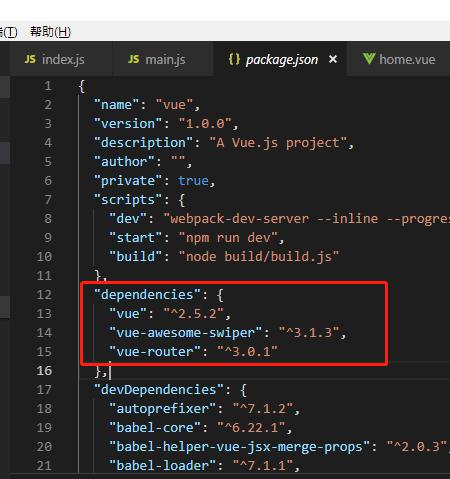 (T) 帮助(H)
JS index.js JS main.js {} package.json × home.vue
1 {
2 "name": "vue",
3 "version": "1.0.0",
4 "description": "A Vue.js project",
5 "author": "",
6 "private": true,
7 "scripts": {
8 "dev": "webpack-dev-server --inline --progres
9 "start": "npm run dev",
10 "build": "node build/build.js"
11 },
12 "dependencies": {
13 "vue": "^2.5.2",
14 "vue-awesome-swiper": "^3.1.3",
15 "vue-router": "^3.0.1"
16 },
17 "devDependencies": {
18 "autoprefixer": "^7.1.2",
19 "babel-core": "^6.22.1",
20 "babel-helper-vue-jsx-merge-props": "^2.0.3",
21 "babel-loader": "^7.1.1",